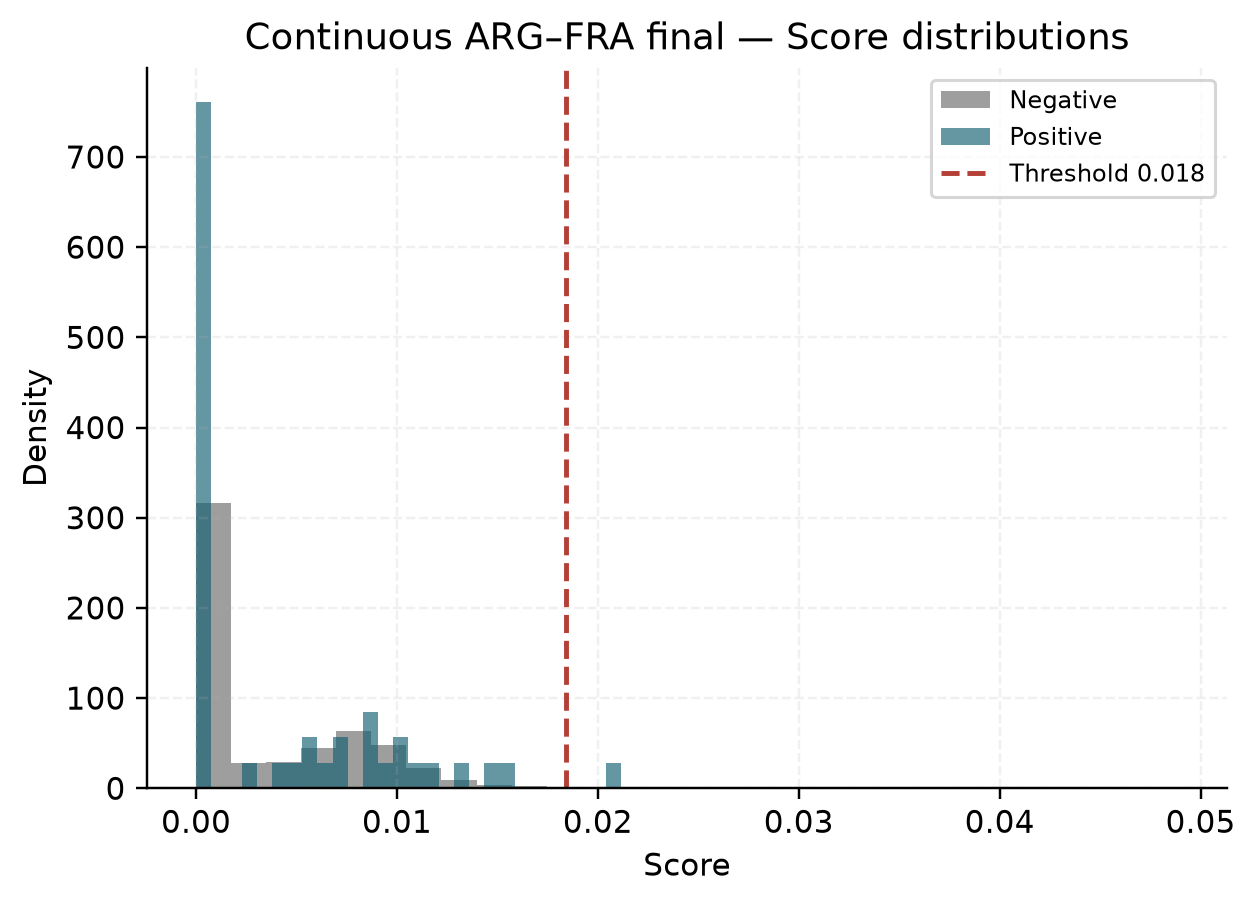 Continuous ARG–FRA final — Score distributions
Negative
Positive
Threshold 0.018
700
600
500
400
300
200
100
0
Density
0.00 0.01 0.02 0.03 0.04 0.05
Score